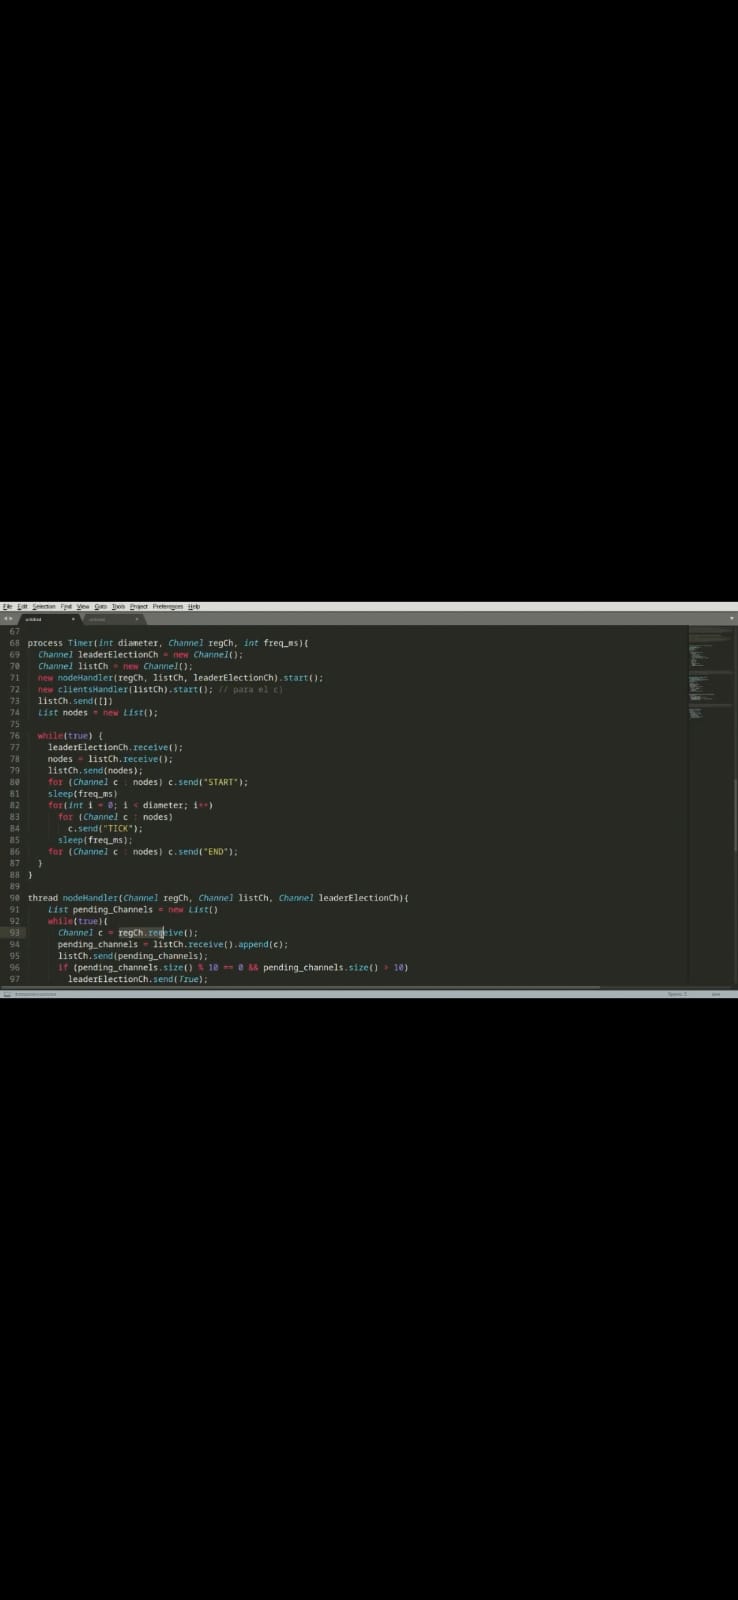 File Edit Selection Find View Goto Tools Project Preferences Help
untitled untitled
67
68 process Timer(int diameter, Channel regCh, int freq_ms){
69 Channel leaderElectionCh = new Channel();
70 Channel listCh = new Channel();
71 new nodeHandler(regCh, listCh, leaderElectionCh).start();
72 new clientsHandler(listCh).start(); // para el c)
73 listCh.send([])
74 List nodes = new List();
75
76 while(true) {
77 leaderElectionCh.receive();
78 nodes = listCh.receive();
79 listCh.send(nodes);
80 for (Channel c : nodes) c.send("START");
81 sleep(freq_ms)
82 for(int i = 0; i < diameter; i++)
83 for (Channel c : nodes)
84 c.send("TICK");
85 sleep(freq_ms);
86 for (Channel c : nodes) c.send("END");
87 }
88 }
89
90 thread nodeHandler(Channel regCh, Channel listCh, Channel leaderElectionCh){
91 List pending_Channels = new List()
92 while(true){
93 Channel c = regCh.receive();
94 pending_channels = listCh.receive().append(c);
95 listCh.send(pending_channels);
96 if (pending_channels.size() % 10 == 0 && pending_channels.size() > 10)
97 leaderElectionCh.send(True);